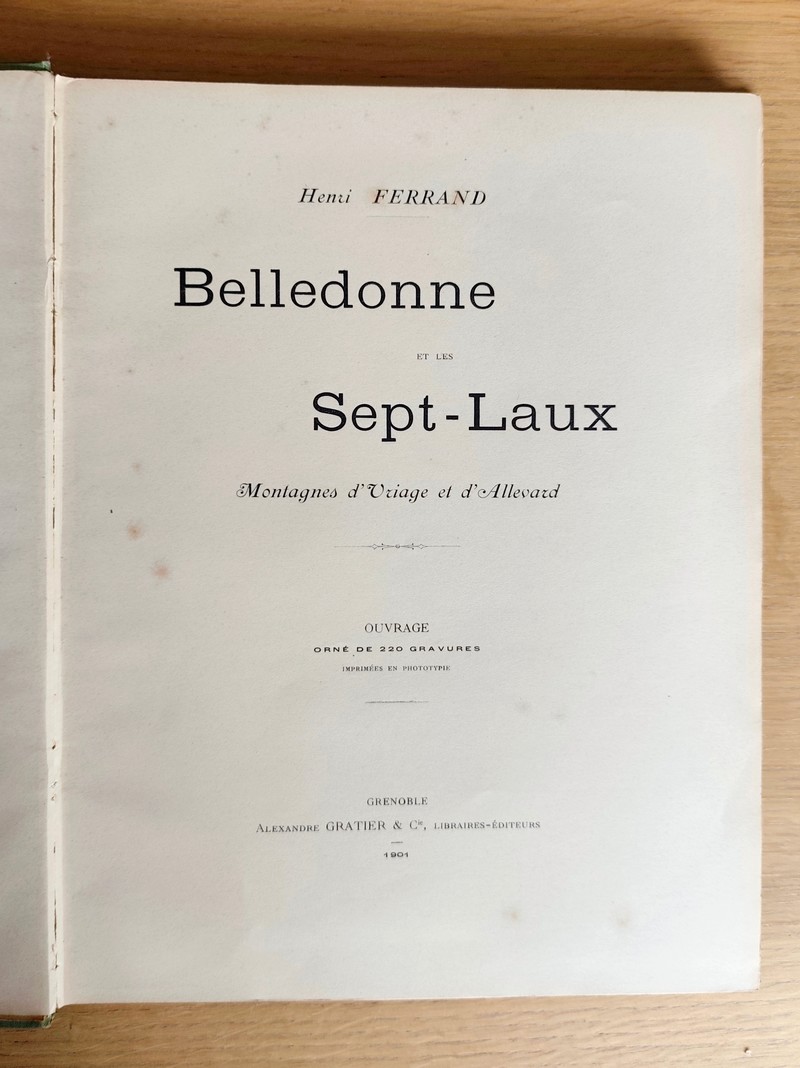 Henri FERRAND
Belledonne
ET LES
Sept-Laux
Montagnes d'Uriage et d'Allevard
OUVRAGE
ORNÉ DE 220 GRAVURES
IMPRIMÉES EN PHOTOTYPIE
GRENOBLE
ALEXANDRE GRATIER & Cie, LIBRAIRES-ÉDITEURS
1901